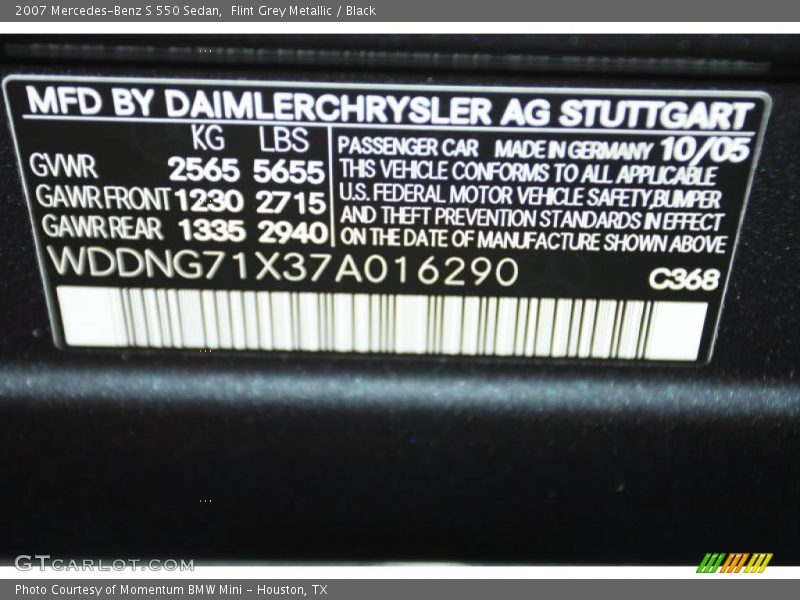 2007 Mercedes-Benz S 550 Sedan,  Flint Grey Metallic / Black
MFD BY DAIMLERCHRYSLER AG STUTTGART
KG LBS
GVWR 2565 5655
GAWR FRONT 1230 2715
GAWR REAR 1335 2940
PASSENGER CAR MADE IN GERMANY 10/05
THIS VEHICLE CONFORMS TO ALL APPLICABLE
U.S. FEDERAL MOTOR VEHICLE SAFETY, BUMPER
AND THEFT PREVENTION STANDARDS IN EFFECT
ON THE DATE OF MANUFACTURE SHOWN ABOVE
WDDNG71X37A016290 C368
GTCARLOT.COM
Photo Courtesy of Momentum BMW Mini - Houston, TX